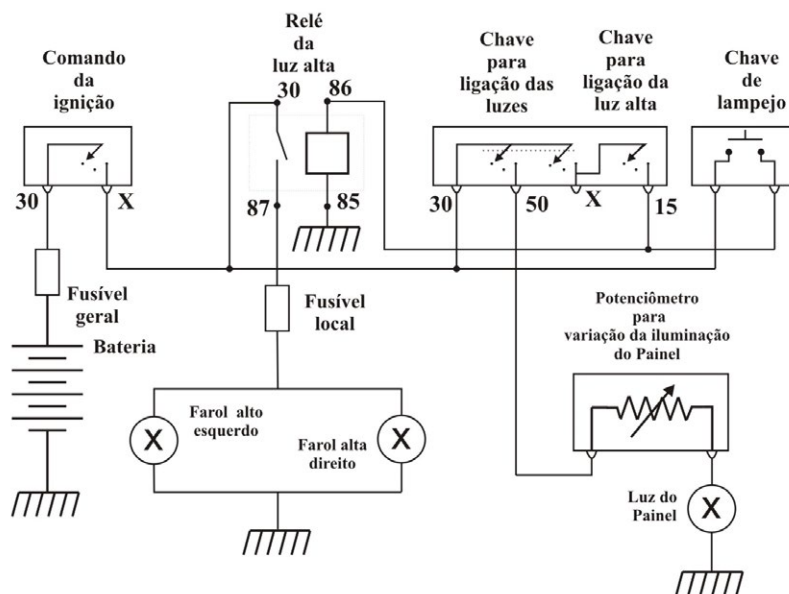 Comando
da
ignição
30
X
Fusível
geral
Bateria
Relé
da
luz alta
30
86
87
85
Fusível
local
Farol alto
esquerdo
X
Farol alta
direito
X
Chave
para
ligação das
luzes
Chave
para
ligação da
luz alta
30
50
X
15
Chave
de
lampejo
Potenciômetro
para
variação da iluminação
do Painel
Luz do
Painel
X